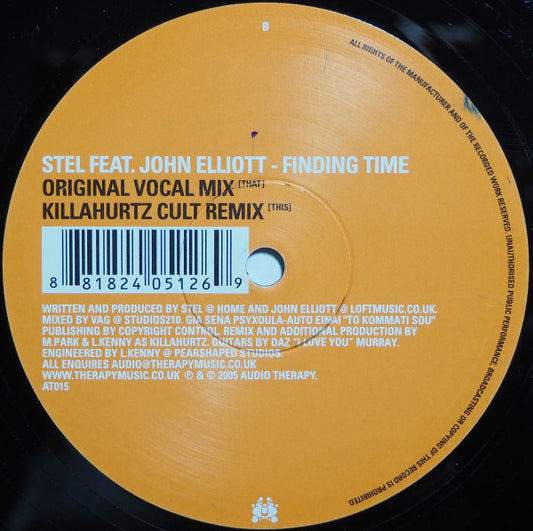 B
ALL RIGHTS OF THE MANUFACTURER AND OF THE RECORDED WORK RESERVED. UNAUTHORISED PUBLIC PERFORMANCE, BROADCASTING OR COPYING OF THIS RECORD IS PROHIBITED.
STEL FEAT. JOHN ELLIOTT - FINDING TIME
ORIGINAL VOCAL MIX [THAT]
KILLAHURTZ CULT REMIX [THIS]
8 81824 05126 9
WRITTEN AND PRODUCED BY STEL @ HOME AND JOHN ELLIOTT @ LOFTMUSIC.CO.UK.
MIXED BY VAG @ STUDIOS210. GIA SENA PSYXOULA-AUTO EINAI "TO KOMMATI SOU"
PUBLISHING BY COPYRIGHT CONTROL. REMIX AND ADDITIONAL PRODUCTION BY
M.PARK & L.KENNY AS KILLAHURTZ. GUITARS BY DAZ "I LOVE YOU" MURRAY.
ENGINEERED BY L.KENNY @ PEARSHAPED STUDIOS.
ALL ENQUIRES AUDIO@THERAPYMUSIC.CO.UK
WWW.THERAPYMUSIC.CO.UK ℗ & © 2005 AUDIO THERAPY.
AT015